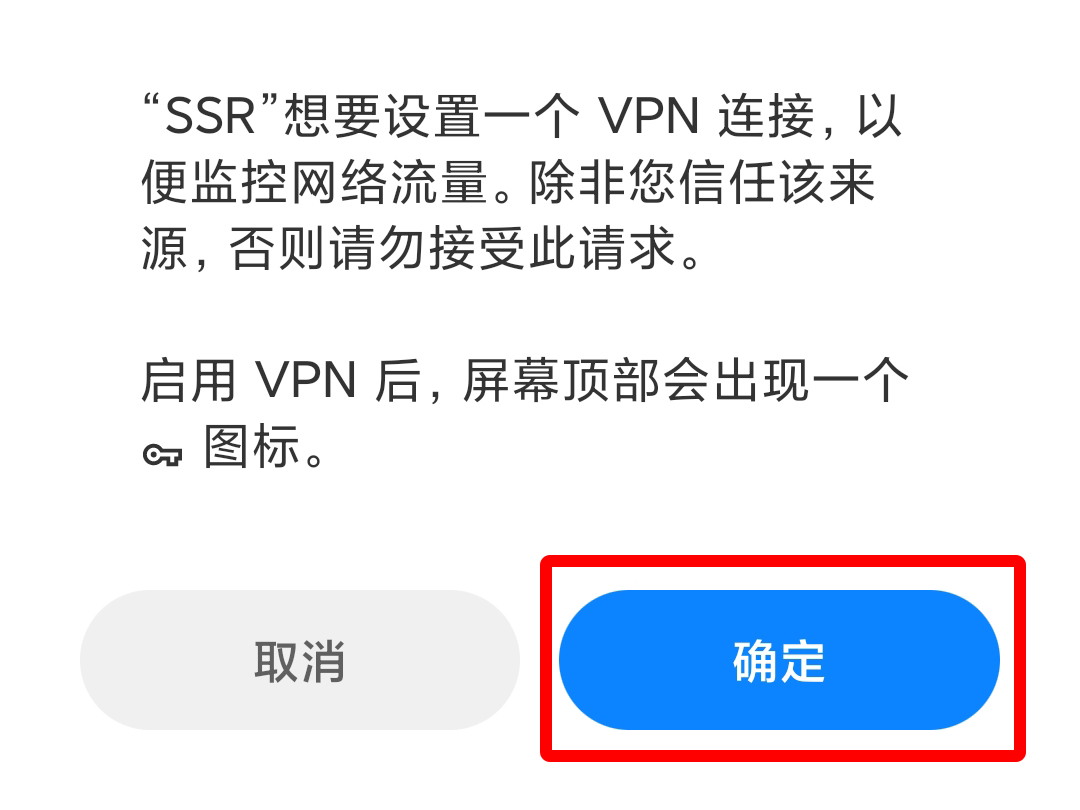 “SSR”想要设置一个 VPN 连接，以
便监控网络流量。除非您信任该来
源，否则请勿接受此请求。
启用 VPN 后，屏幕顶部会出现一个
图标。
取消
确定